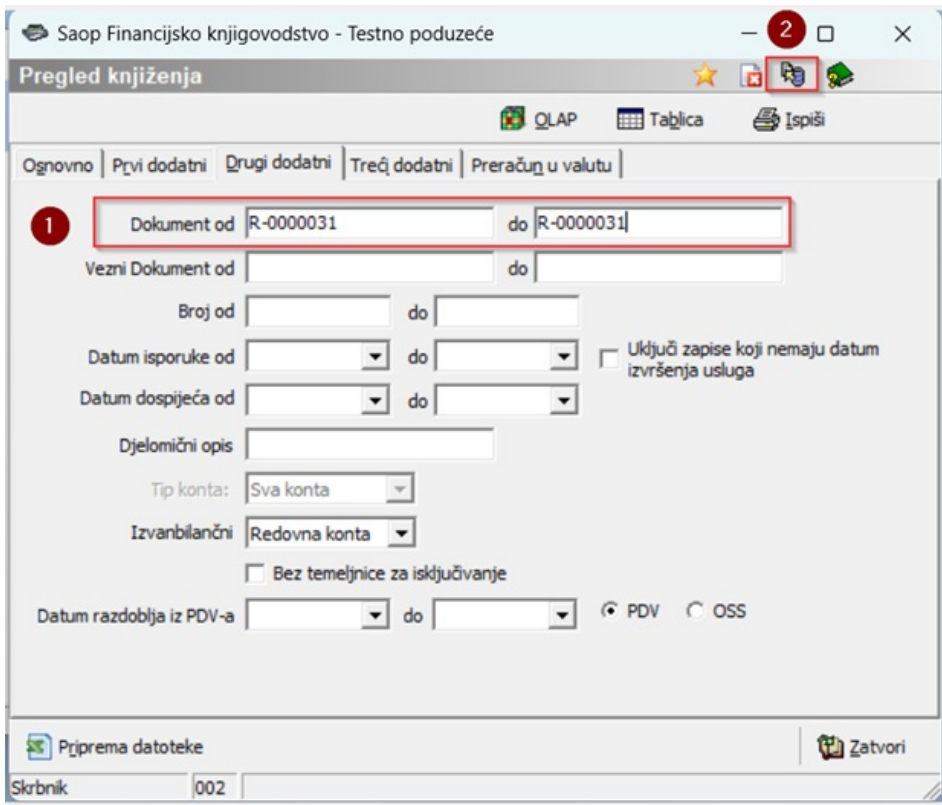 Saop Financijsko knjigovodstvo - Testno poduzeće
2
Pregled knjiženja
OLAP Tablica Ispiši
Osnovno Prvi dodatni Drugi dodatni Treći dodatni Preračun u valutu
1
Dokument od R-0000031 do R-0000031
Vezni Dokument od do
Broj od do
Datum isporuke od do Uključi zapise koji nemaju datum
izvršenja usluga
Datum dospijeća od do
Djelomični opis
Tip konta: Sva konta
Izvanbilančni Redovna konta
Bez temeljnice za isključivanje
Datum razdoblja iz PDV-a do PDV OSS
Priprema datoteke Zatvori
Skrbnik 002